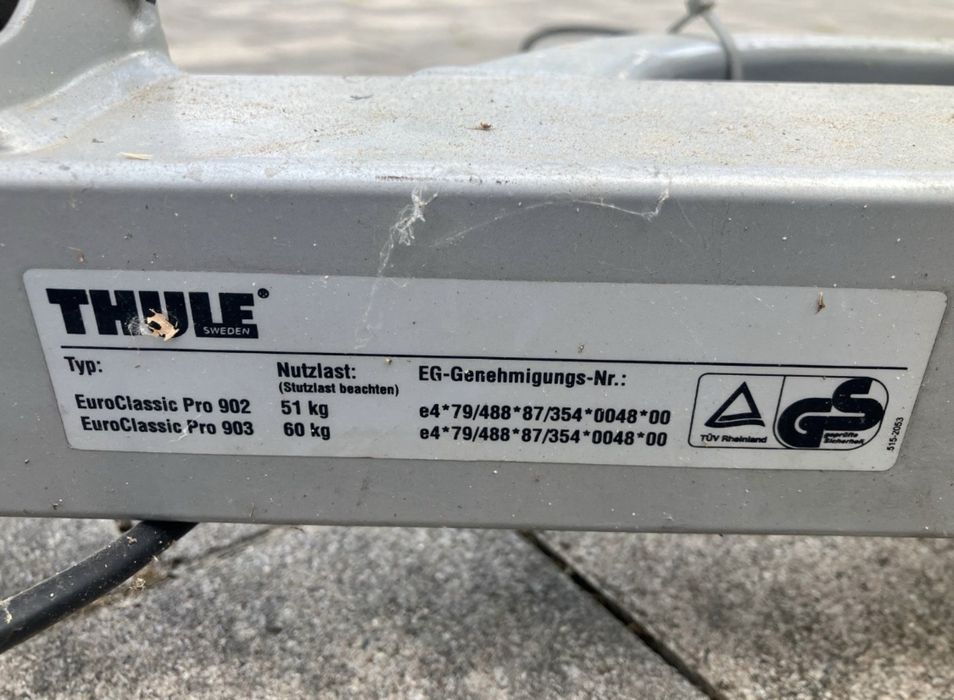 THULE®
SWEDEN
Typ:
Nutzlast:
(Stutzlast beachten)
EG-Genehmigungs-Nr.:
EuroClassic Pro 902 51 kg e4*79/488*87/354*0048*00
EuroClassic Pro 903 60 kg e4*79/488*87/354*0048*00
TÜV Rheinland
GS
geprüfte
Sicherheit
515-2053